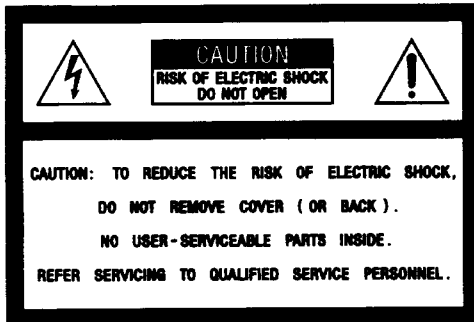 CAUTION
RISK OF ELECTRIC SHOCK
DO NOT OPEN
CAUTION: TO REDUCE THE RISK OF ELECTRIC SHOCK,
DO NOT REMOVE COVER ( OR BACK ).
NO USER-SERVICEABLE PARTS INSIDE.
REFER SERVICING TO QUALIFIED SERVICE PERSONNEL.